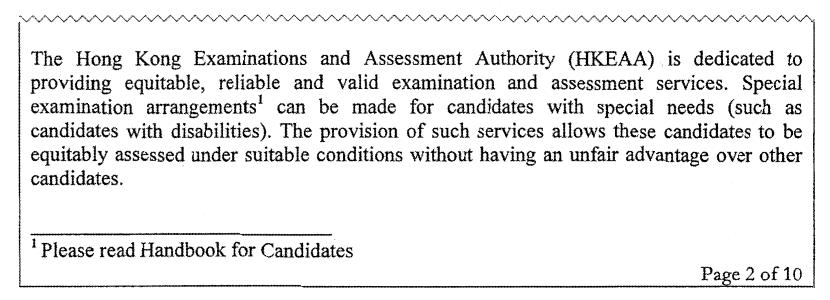 The Hong Kong Examinations and Assessment Authority (HKEAA) is dedicated to
providing equitable, reliable and valid examination and assessment services. Special
examination arrangements¹ can be made for candidates with special needs (such as
candidates with disabilities). The provision of such services allows these candidates to be
equitably assessed under suitable conditions without having an unfair advantage over other
candidates.
¹ Please read Handbook for Candidates
Page 2 of 10